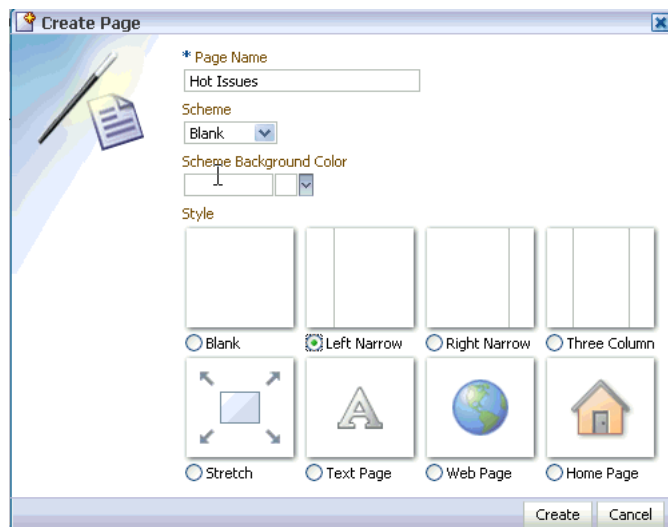 Create Page
* Page Name
Hot Issues
Scheme
Blank
Scheme Background Color
Style
Blank Left Narrow Right Narrow Three Column
A
Stretch Text Page Web Page Home Page
Create Cancel